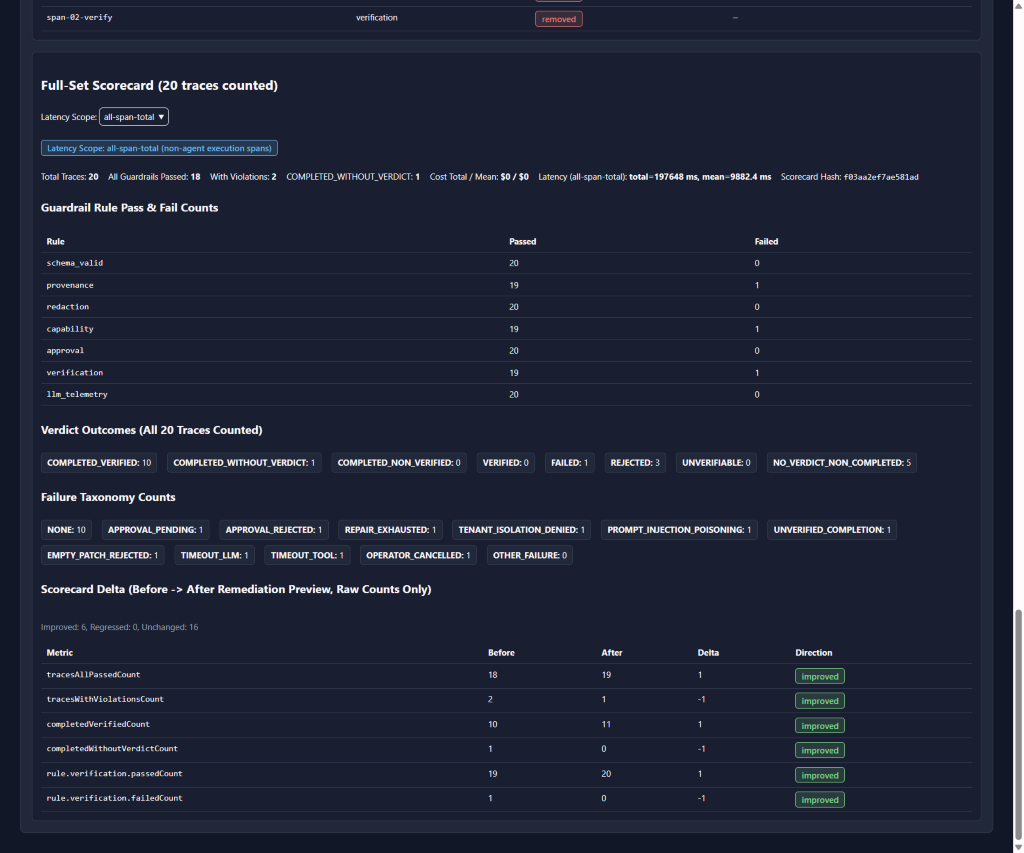 span-02-verify verification removed —
Full-Set Scorecard (20 traces counted)
Latency Scope: all-span-total ▼
Latency Scope: all-span-total (non-agent execution spans)
Total Traces: 20 All Guardrails Passed: 18 With Violations: 2 COMPLETED_WITHOUT_VERDICT: 1 Cost Total / Mean: $0 / $0 Latency (all-span-total): total=197648 ms, mean=9882.4 ms Scorecard Hash: f03aa2ef7ae581ad
Guardrail Rule Pass & Fail Counts
Rule Passed Failed
schema_valid 20 0
provenance 19 1
redaction 20 0
capability 19 1
approval 20 0
verification 19 1
llm_telemetry 20 0
Verdict Outcomes (All 20 Traces Counted)
COMPLETED_VERIFIED: 10 COMPLETED_WITHOUT_VERDICT: 1 COMPLETED_NON_VERIFIED: 0 VERIFIED: 0 FAILED: 1 REJECTED: 3 UNVERIFIABLE: 0 NO_VERDICT_NON_COMPLETED: 5
Failure Taxonomy Counts
NONE: 10 APPROVAL_PENDING: 1 APPROVAL_REJECTED: 1 REPAIR_EXHAUSTED: 1 TENANT_ISOLATION_DENIED: 1 PROMPT_INJECTION_POISONING: 1 UNVERIFIED_COMPLETION: 1
EMPTY_PATCH_REJECTED: 1 TIMEOUT_LLM: 1 TIMEOUT_TOOL: 1 OPERATOR_CANCELLED: 1 OTHER_FAILURE: 0
Scorecard Delta (Before -> After Remediation Preview, Raw Counts Only)
Improved: 6, Regressed: 0, Unchanged: 16
Metric Before After Delta Direction
tracesAllPassedCount 18 19 1 improved
tracesWithViolationsCount 2 1 -1 improved
completedVerifiedCount 10 11 1 improved
completedWithoutVerdictCount 1 0 -1 improved
rule.verification.passedCount 19 20 1 improved
rule.verification.failedCount 1 0 -1 improved